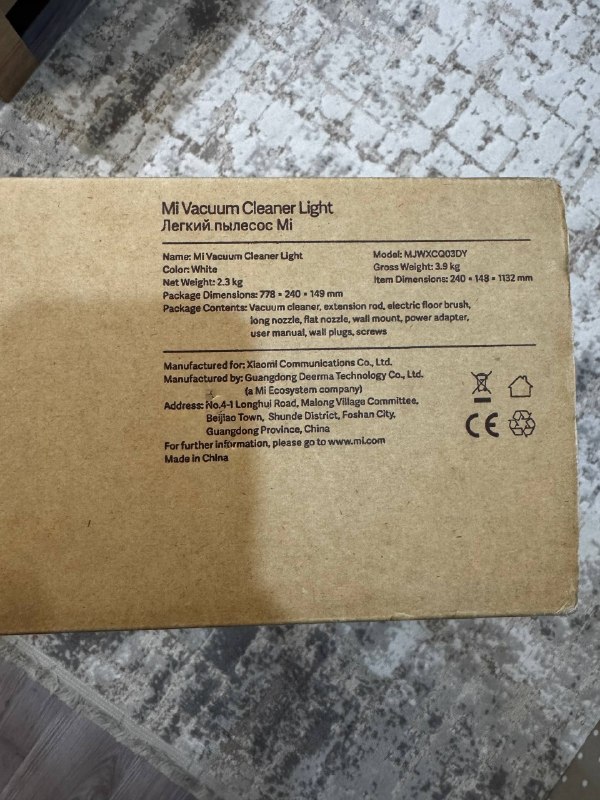 Mi Vacuum Cleaner Light
Легкий пылесос Mi
Name: Mi Vacuum Cleaner Light
Model: MJWXCQ03DY
Color: White
Gross Weight: 3.9 kg
Net Weight: 2.3 kg
Item Dimensions: 240 × 148 × 1132 mm
Package Dimensions: 778 × 240 × 149 mm
Package Contents: Vacuum cleaner, extension rod, electric floor brush,
long nozzle, flat nozzle, wall mount, power adapter,
user manual, wall plugs, screws
Manufactured for: Xiaomi Communications Co., Ltd.
Manufactured by: Guangdong Deerma Technology Co., Ltd.
(a Mi Ecosystem company)
Address: No.4-1 Longhui Road, Malong Village Committee,
Beijiao Town, Shunde District, Foshan City,
Guangdong Province, China
For further information, please go to www.mi.com
Made in China
CE